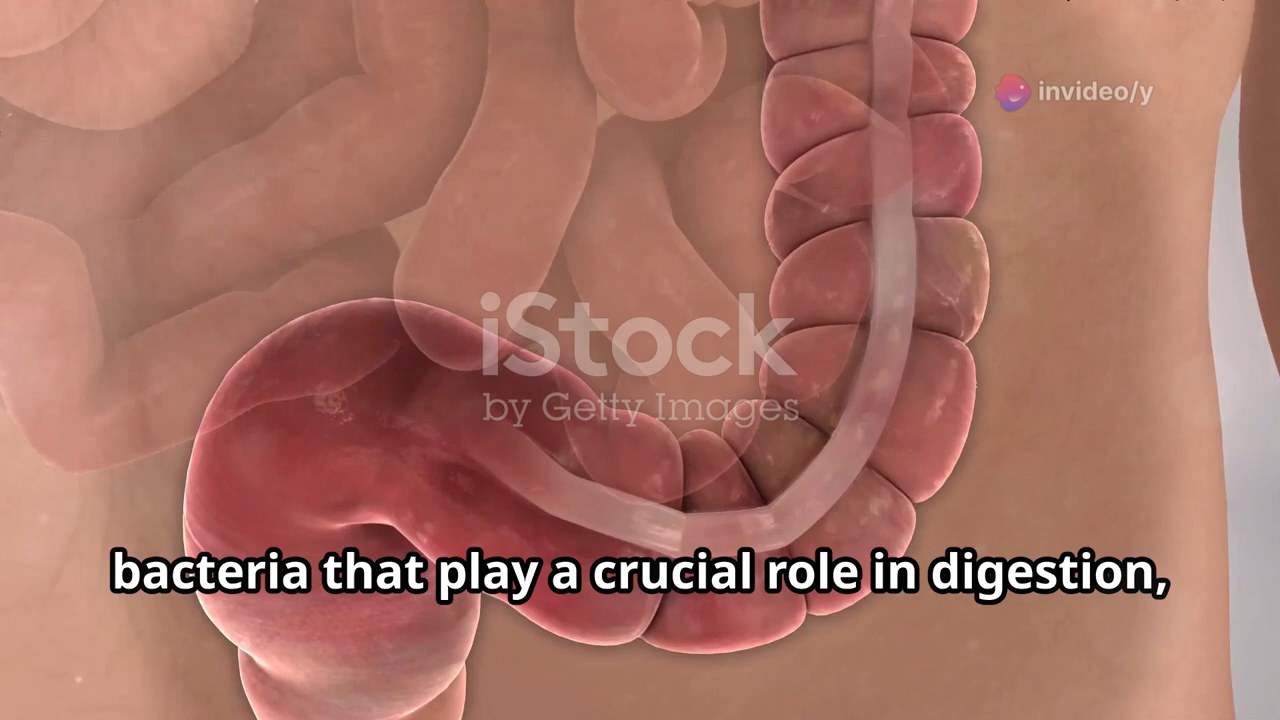 invideo/y
iStock
by Getty Images
bacteria that play a crucial role in digestion,